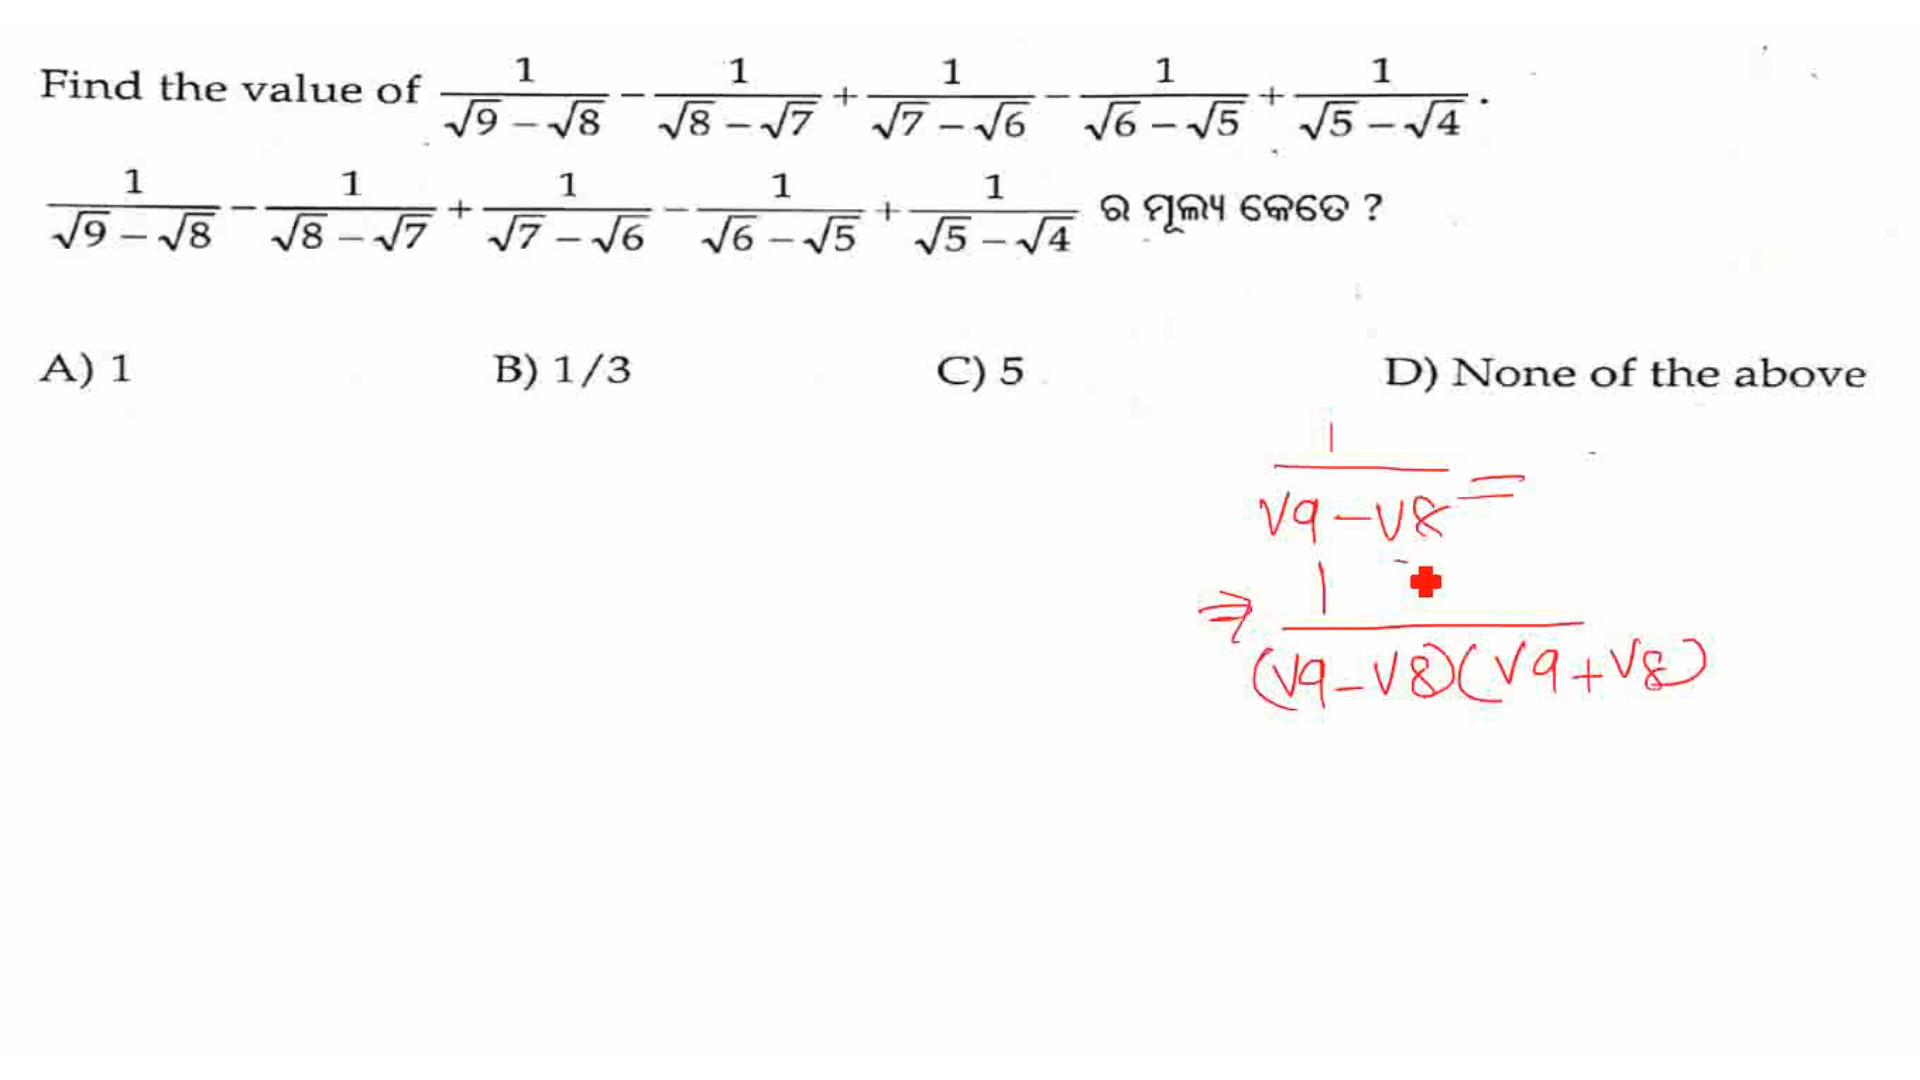 Find the value of 1/(√9 − √8) − 1/(√8 − √7) + 1/(√7 − √6) − 1/(√6 − √5) + 1/(√5 − √4) .
1/(√9 − √8) − 1/(√8 − √7) + 1/(√7 − √6) − 1/(√6 − √5) + 1/(√5 − √4) ର ମୂଲ୍ୟ କେତେ ?
A) 1 B) 1/3 C) 5 D) None of the above
1/(√9 − √8) =
⇒ 1/(√9 − √8)(√9 + √8)